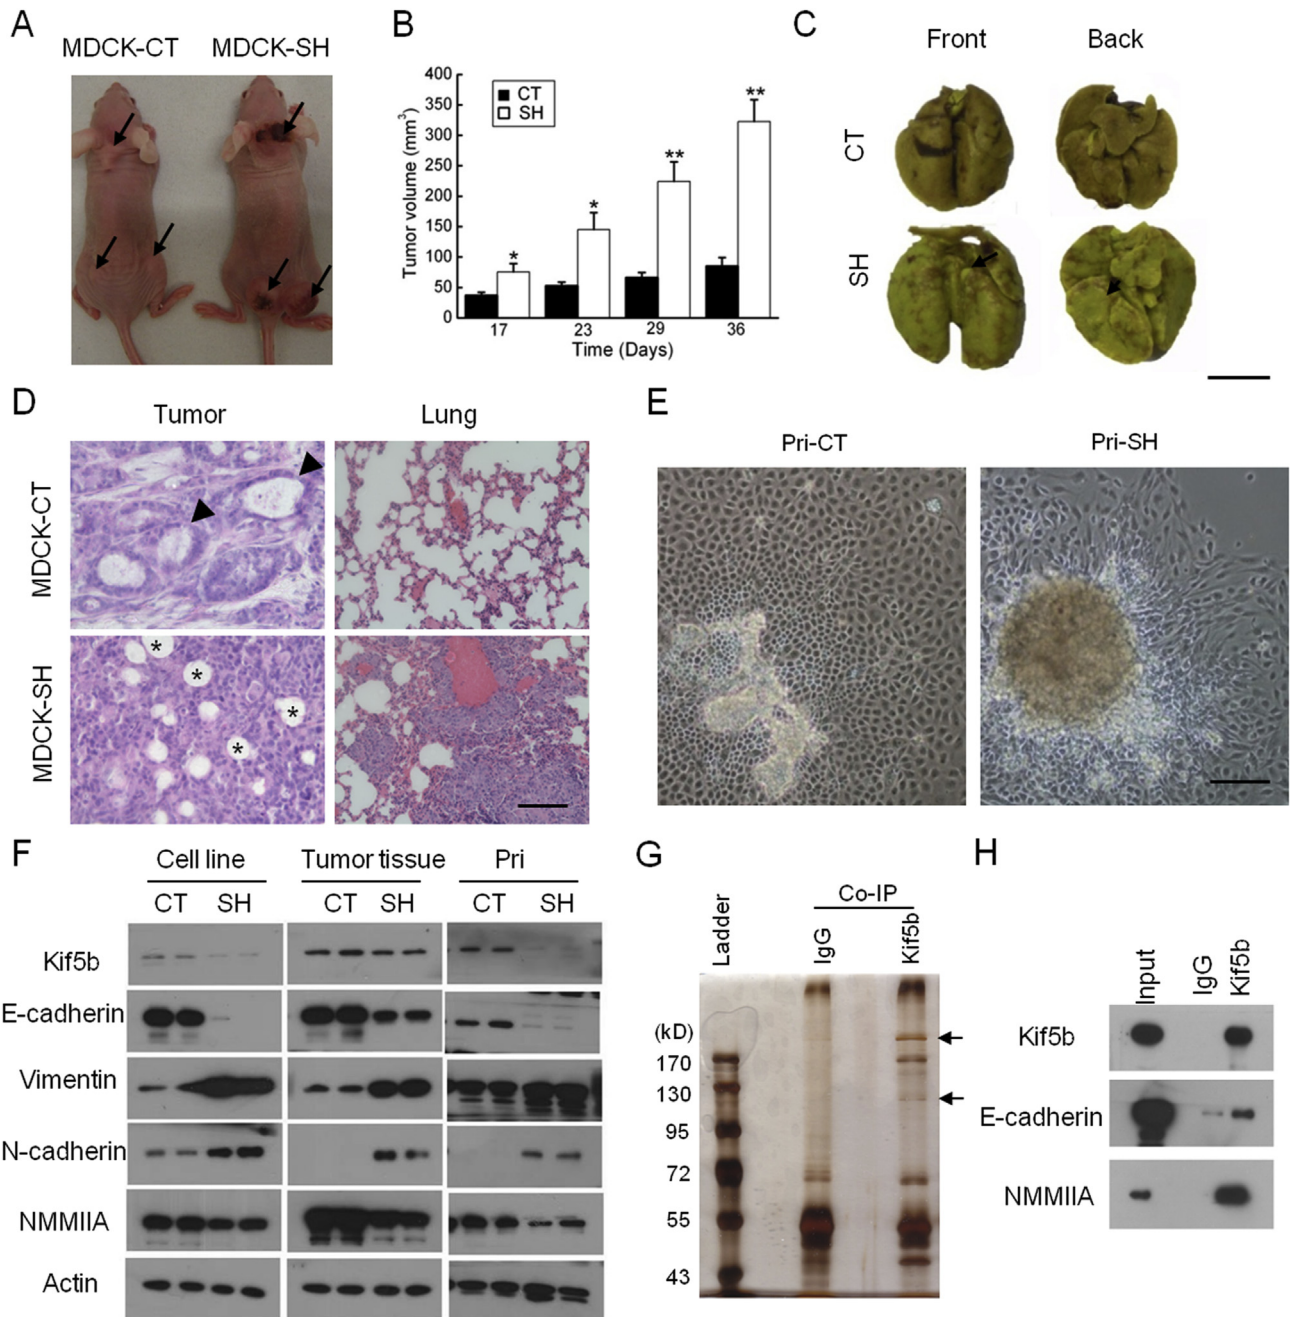 A
MDCK-CT MDCK-SH
B
Tumor volume (mm³)
400
350
300
250
200
150
100
50
0
CT
SH
*
*
**
**
17 23 29 36
Time (Days)
C
Front Back
CT
SH
D
Tumor Lung
MDCK-CT
MDCK-SH
* * * *
E
Pri-CT Pri-SH
F
Cell line Tumor tissue Pri
CT SH CT SH CT SH
Kif5b
E-cadherin
Vimentin
N-cadherin
NMMIIA
Actin
G
Co-IP
Ladder IgG Kif5b
(kD)
170
130
95
72
55
43
H
Input IgG Kif5b
Kif5b
E-cadherin
NMMIIA